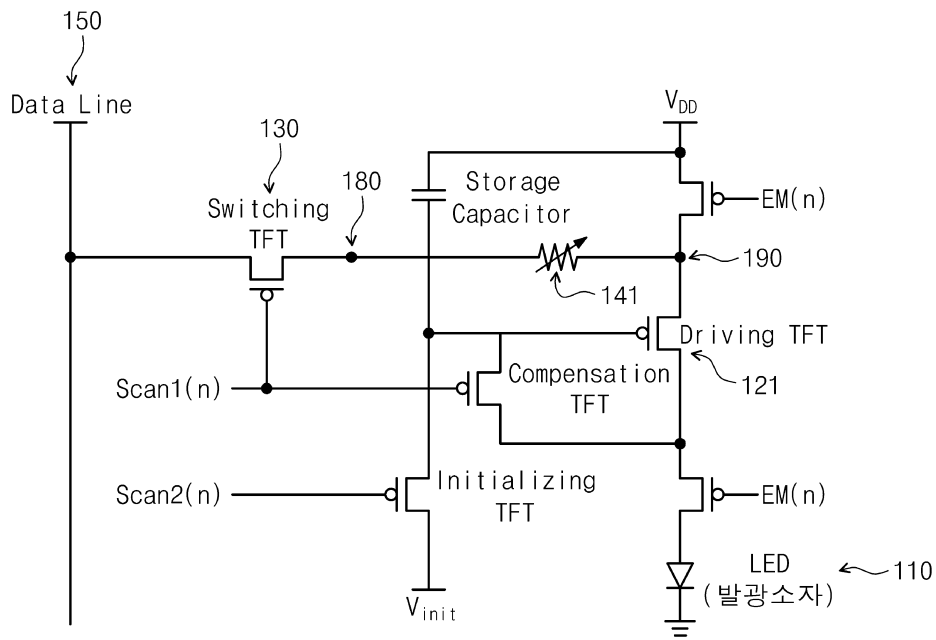 150
Data Line
V_DD
130
180
Switching
TFT
Storage
Capacitor
EM(n)
190
141
Driving TFT
121
Scan1(n)
Compensation
TFT
Scan2(n)
Initializing
TFT
EM(n)
V_init
LED
(발광소자)
110